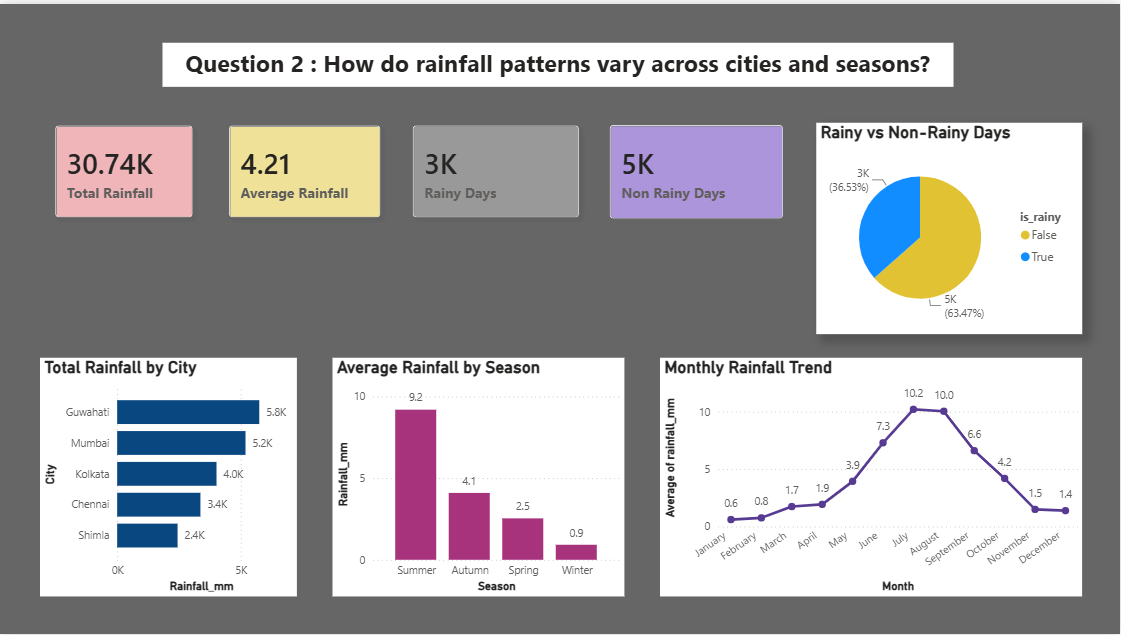 Question 2 : How do rainfall patterns vary across cities and seasons?
30.74K
Total Rainfall
4.21
Average Rainfall
3K
Rainy Days
5K
Non Rainy Days
Rainy vs Non-Rainy Days
3K
(36.53%)
5K
(63.47%)
is_rainy
False
True
Total Rainfall by City
City
Guwahati 5.8K
Mumbai 5.2K
Kolkata 4.0K
Chennai 3.4K
Shimla 2.4K
0K 5K
Rainfall_mm
Average Rainfall by Season
Rainfall_mm
10
5
0
9.2
4.1
2.5
0.9
Summer Autumn Spring Winter
Season
Monthly Rainfall Trend
Average of rainfall_mm
10
5
0
0.6 0.8 1.7 1.9 3.9 7.3 10.2 10.0 6.6 4.2 1.5 1.4
January February March April May June July August September October November December
Month